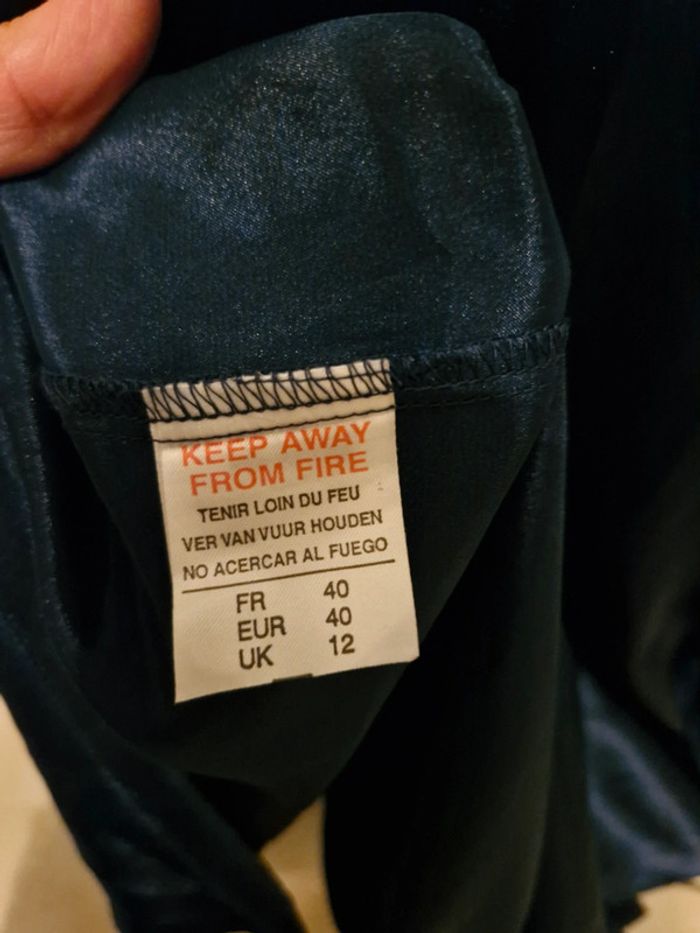 KEEP AWAY
FROM FIRE
TENIR LOIN DU FEU
VER VAN VUUR HOUDEN
NO ACERCAR AL FUEGO
FR 40
EUR 40
UK 12